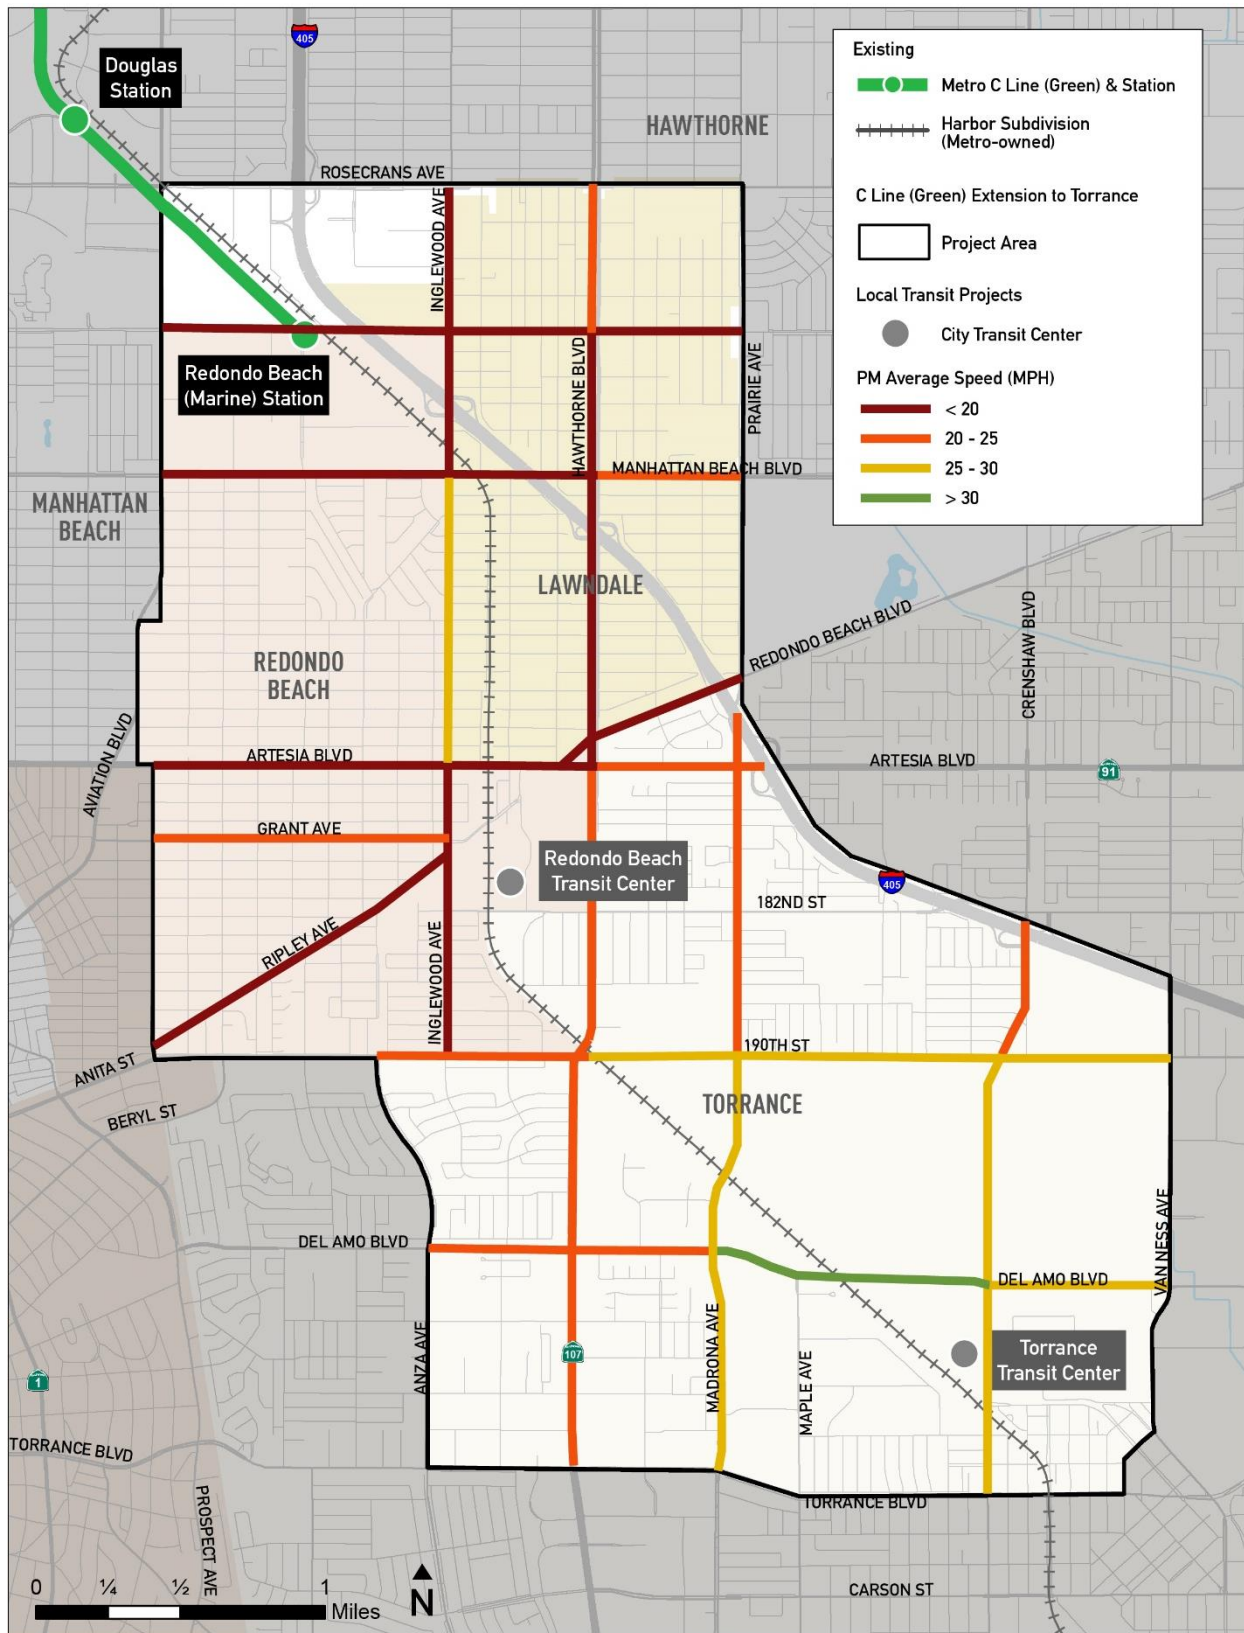 405
Douglas
Station
HAWTHORNE
ROSECRANS AVE
INGLEWOOD AVE
Redondo Beach
(Marine) Station
HAWTHORNE BLVD
PRAIRIE AVE
MANHATTAN BEACH BLVD
MANHATTAN
BEACH
LAWNDALE
REDONDO BEACH BLVD
CRENSHAW BLVD
REDONDO
BEACH
AVIATION BLVD
ARTESIA BLVD
ARTESIA BLVD
91
GRANT AVE
Redondo Beach
Transit Center
405
182ND ST
RIPLEY AVE
INGLEWOOD AVE
190TH ST
ANITA ST
BERYL ST
TORRANCE
DEL AMO BLVD
VAN NESS AVE
DEL AMO BLVD
ANZA AVE
107
MADRONA AVE
MAPLE AVE
Torrance
Transit Center
1
TORRANCE BLVD
PROSPECT AVE
TORRANCE BLVD
CARSON ST
0 ¼ ½ 1
Miles
N
Existing
Metro C Line (Green) & Station
Harbor Subdivision
(Metro-owned)
C Line (Green) Extension to Torrance
Project Area
Local Transit Projects
City Transit Center
PM Average Speed (MPH)
< 20
20 - 25
25 - 30
> 30